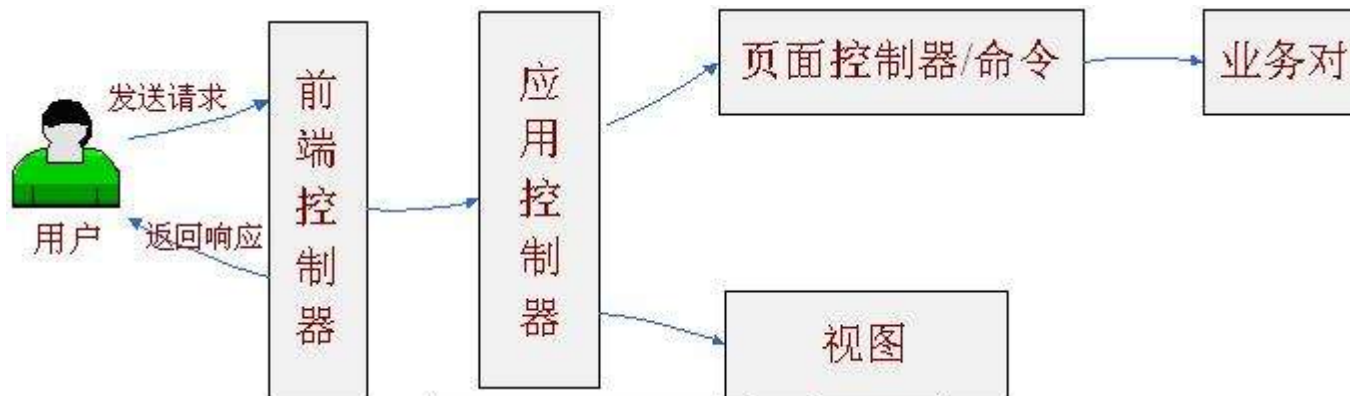 发送请求
用户
返回响应
前端控制器
应用控制器
页面控制器/命令
业务对
视图